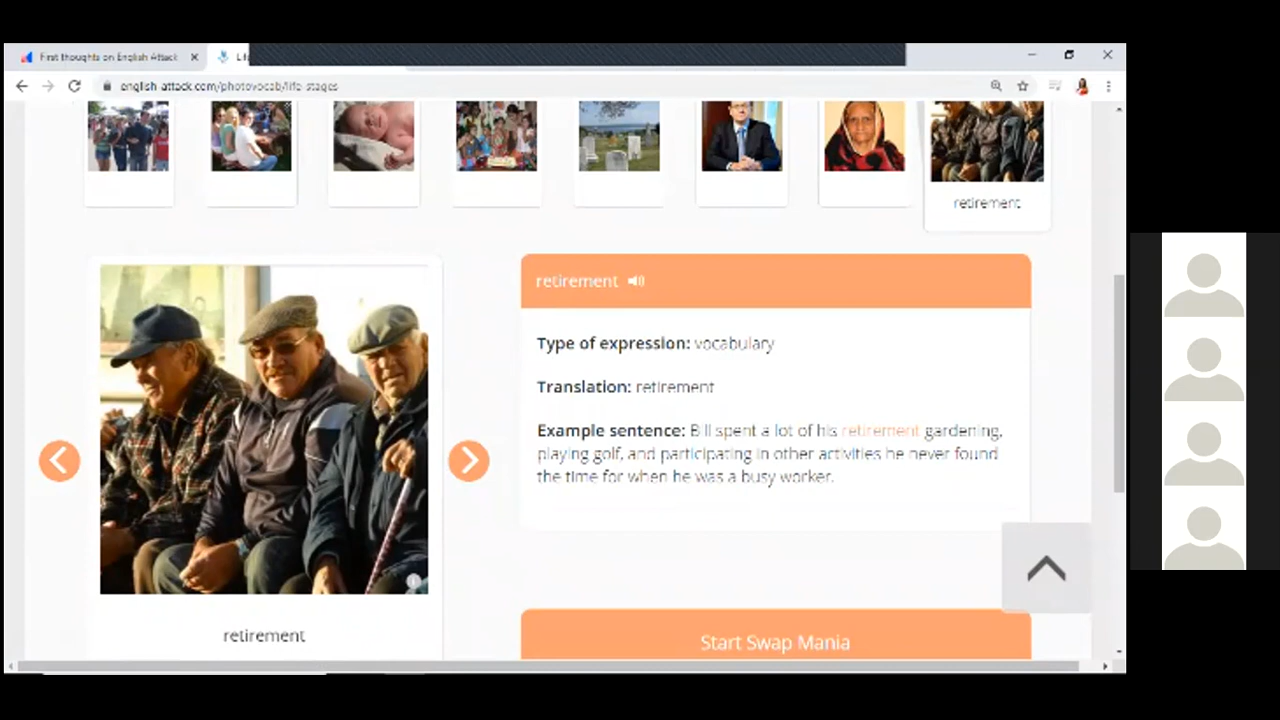 First thoughts on English Attack
Life
english-attack.com/photovocab/life-stages
retirement
retirement
Type of expression: vocabulary
Translation: retirement
Example sentence: Bill spent a lot of his retirement gardening,
playing golf, and participating in other activities he never found
the time for when he was a busy worker.
retirement
Start Swap Mania